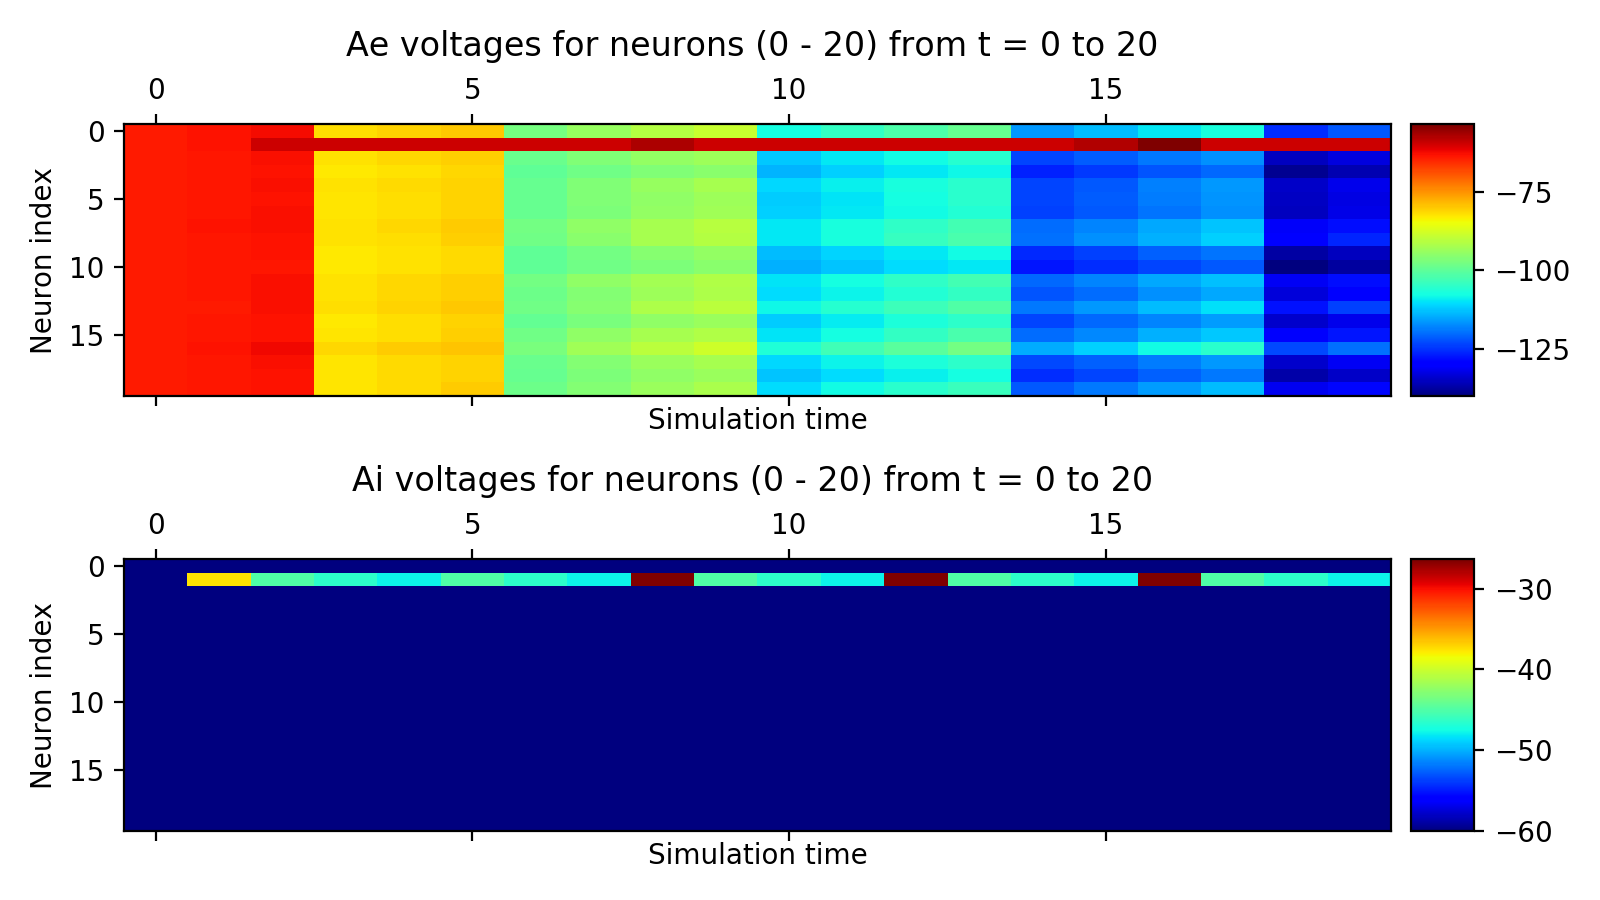 Ae voltages for neurons (0 - 20) from t = 0 to 20
0 5 10 15
Neuron index
0
5
10
15
Simulation time
−75
−100
−125
Ai voltages for neurons (0 - 20) from t = 0 to 20
0 5 10 15
Neuron index
0
5
10
15
Simulation time
−30
−40
−50
−60